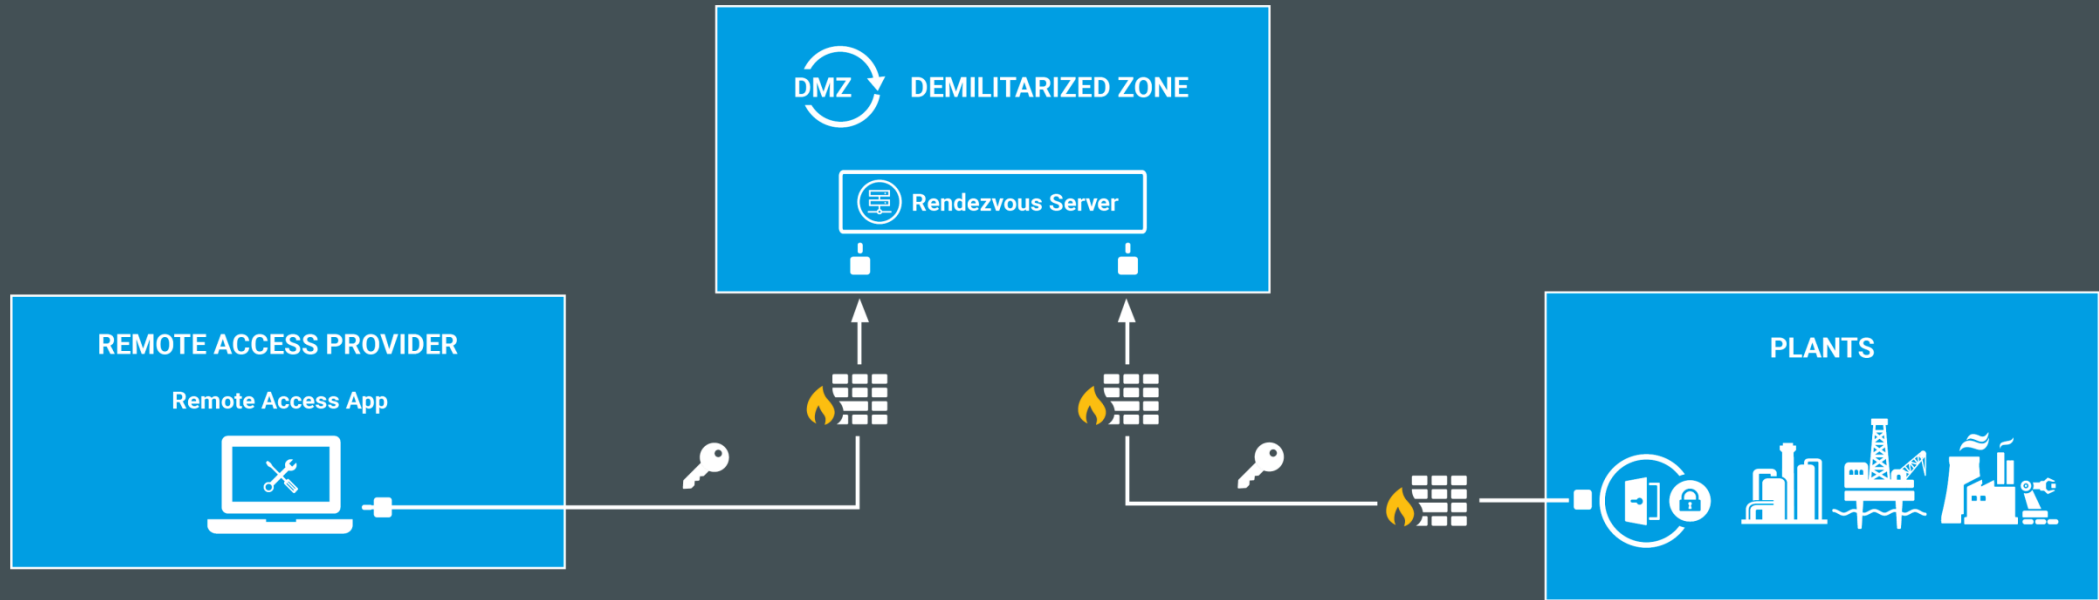 DMZ
DEMILITARIZED ZONE
Rendezvous Server
REMOTE ACCESS PROVIDER
Remote Access App
PLANTS